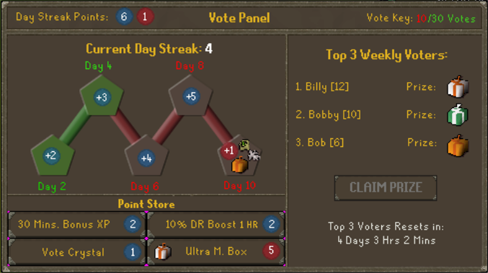 Day Streak Points: 6 1
Vote Panel
Vote Key: 10/30 Votes
Current Day Streak: 4
Day 4
Day 8
+3
+5
+2
+4
+1
Day 2
Day 6
Day 10
Point Store
30 Mins. Bonus XP 2
10% DR Boost 1 HR 2
Vote Crystal 1
Ultra M. Box 5
Top 3 Weekly Voters:
1. Billy [12] Prize:
2. Bobby [10] Prize:
3. Bob [6] Prize:
CLAIM PRIZE
Top 3 Voters Resets in:
4 Days 3 Hrs 2 Mins